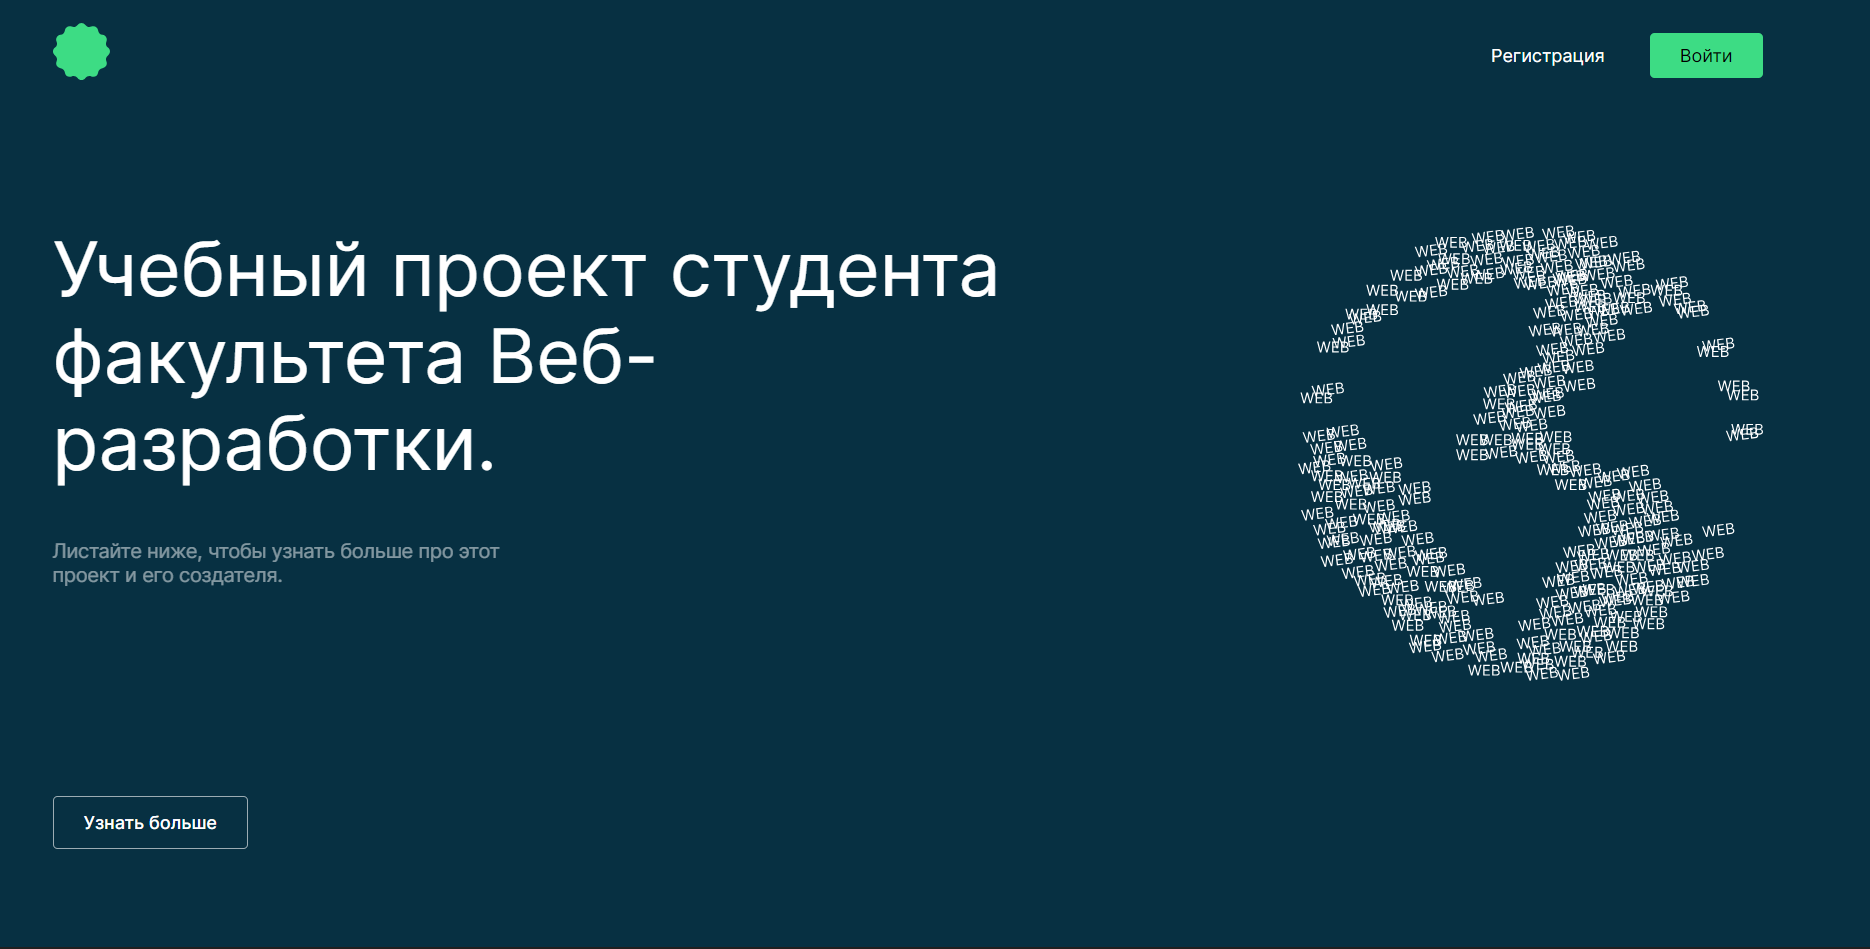 Регистрация
Войти
Учебный проект студента
факультета Веб-
разработки.
Листайте ниже, чтобы узнать больше про этот
проект и его создателя.
Узнать больше
WEB